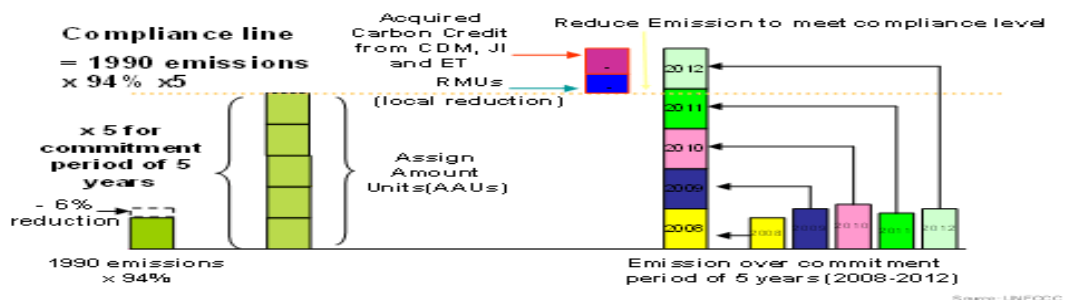 Compliance line
= 1990 emissions
x 94% x5
Acquired
Carbon Credit
from CDM, JI
and ET
RMUs
(local reduction)
Reduce Emission to meet compliance level
x 5 for
commitment
period of 5
years
- 6%
reduction
1990 emissions
x 94%
Assign
Amount
Units(AAUs)
2012
2011
2010
2009
2008
2008
2009
2010
2011
2012
Emission over commitment
period of 5 years (2008-2012)
Source: UNFCCC